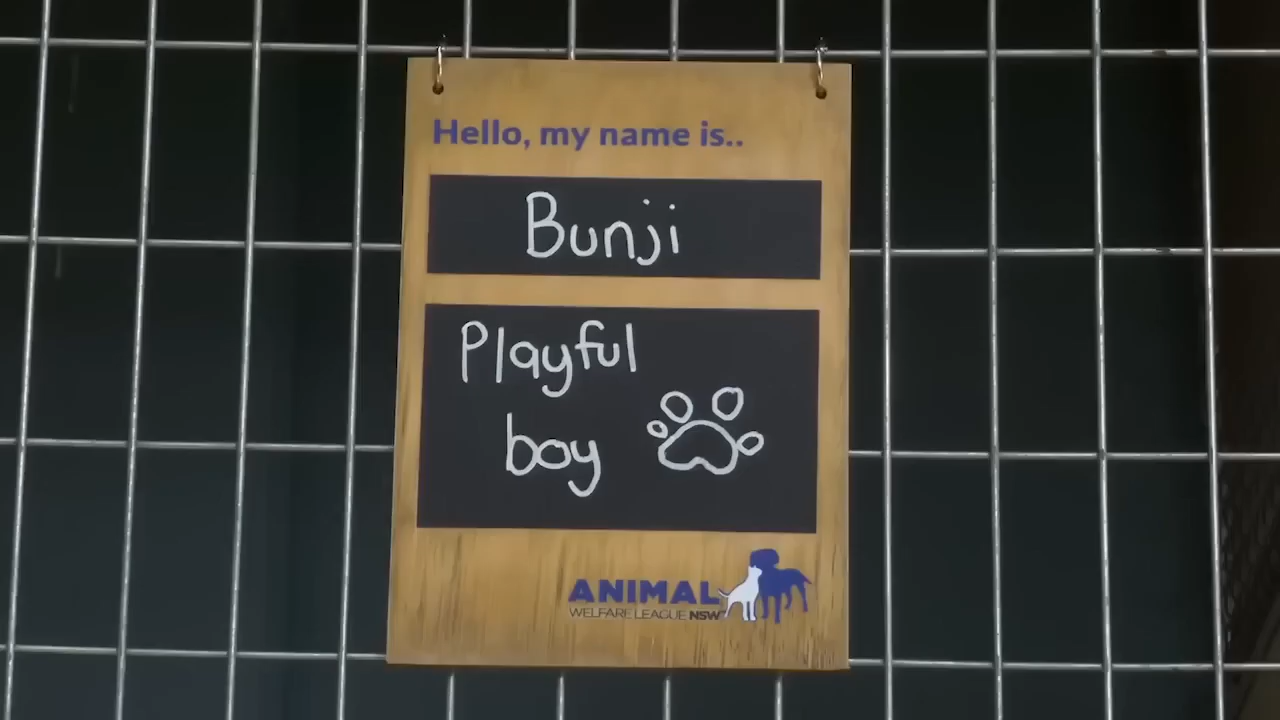 Hello, my name is..
Bunji
Playful
boy
ANIMAL
WELFARE LEAGUE NSW